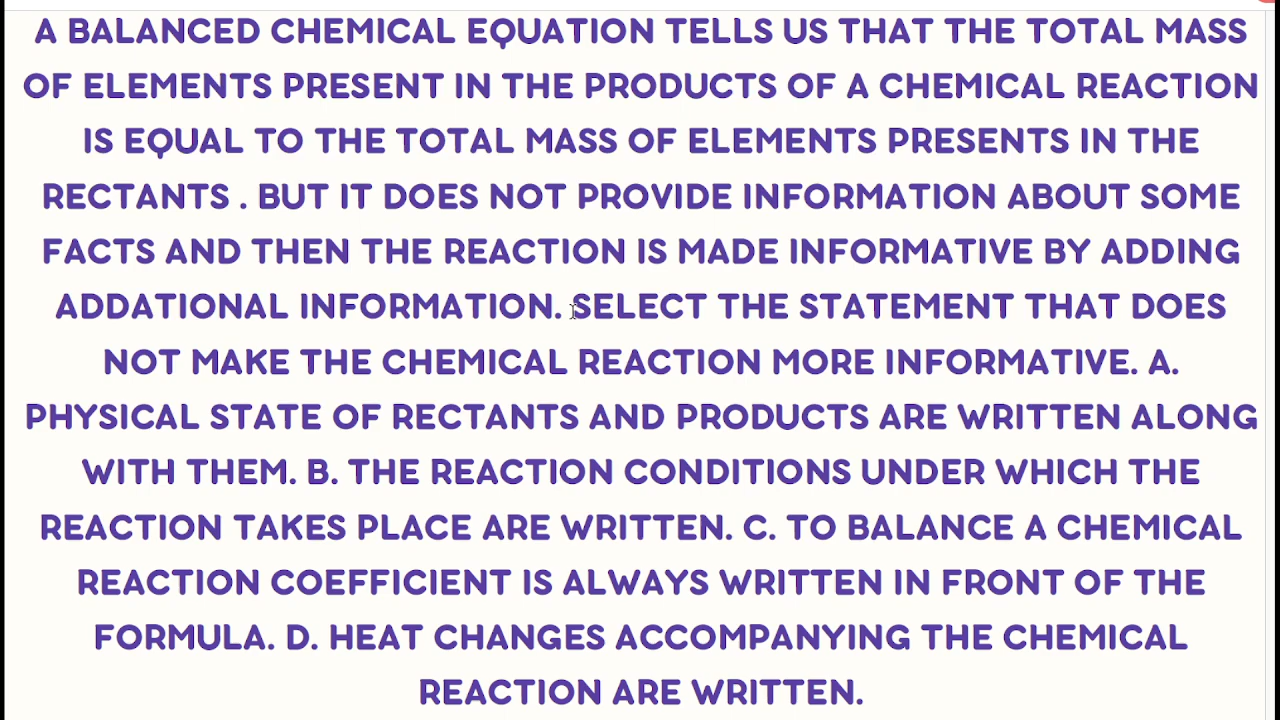 A BALANCED CHEMICAL EQUATION TELLS US THAT THE TOTAL MASS
OF ELEMENTS PRESENT IN THE PRODUCTS OF A CHEMICAL REACTION
IS EQUAL TO THE TOTAL MASS OF ELEMENTS PRESENTS IN THE
RECTANTS . BUT IT DOES NOT PROVIDE INFORMATION ABOUT SOME
FACTS AND THEN THE REACTION IS MADE INFORMATIVE BY ADDING
ADDATIONAL INFORMATION. SELECT THE STATEMENT THAT DOES
NOT MAKE THE CHEMICAL REACTION MORE INFORMATIVE. A.
PHYSICAL STATE OF RECTANTS AND PRODUCTS ARE WRITTEN ALONG
WITH THEM. B. THE REACTION CONDITIONS UNDER WHICH THE
REACTION TAKES PLACE ARE WRITTEN. C. TO BALANCE A CHEMICAL
REACTION COEFFICIENT IS ALWAYS WRITTEN IN FRONT OF THE
FORMULA. D. HEAT CHANGES ACCOMPANYING THE CHEMICAL
REACTION ARE WRITTEN.